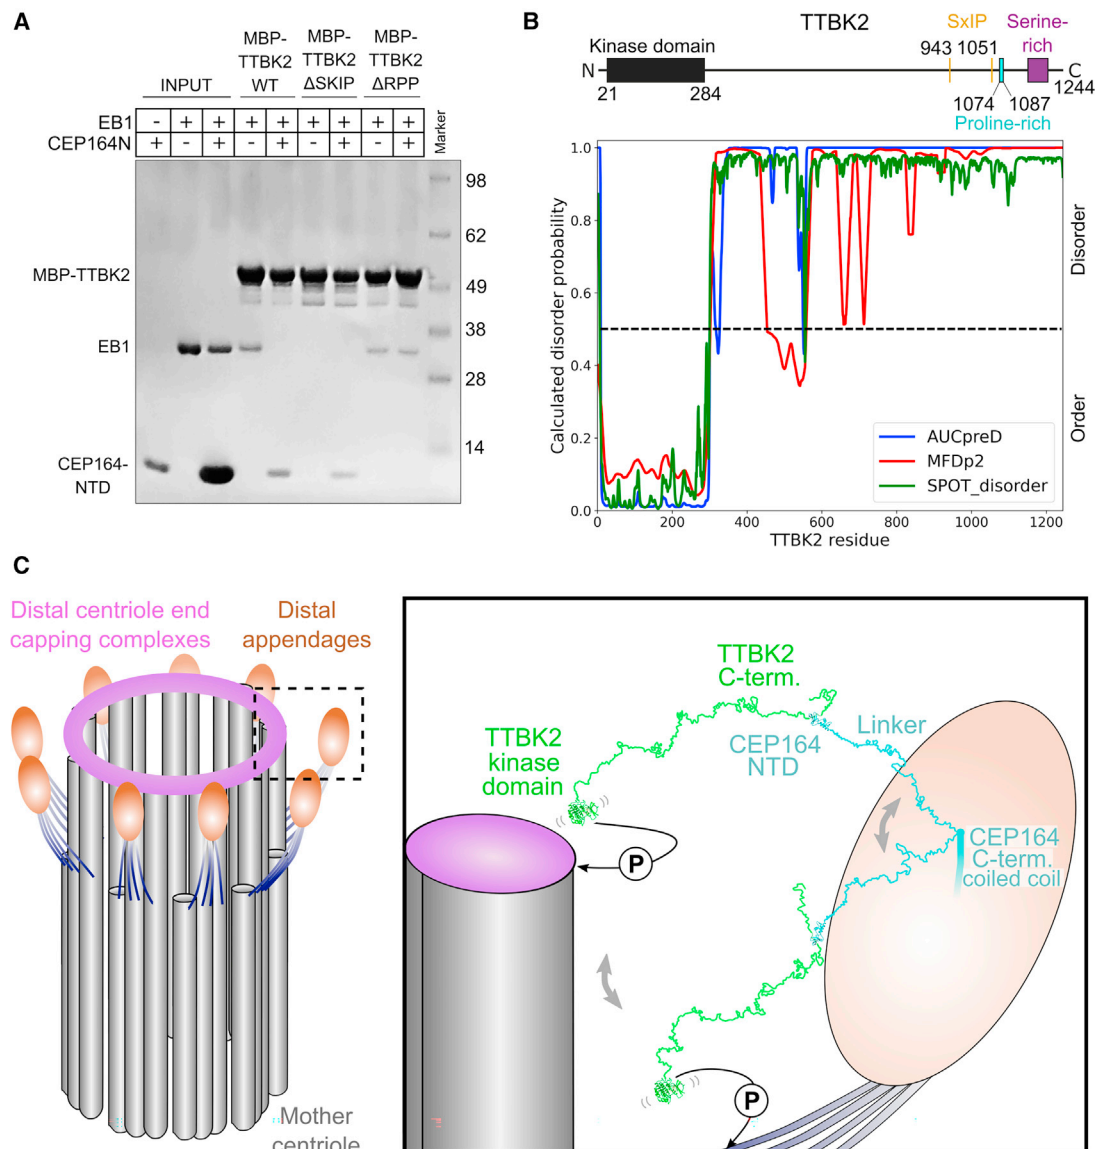 A
MBP-
TTBK2
WT
MBP-
TTBK2
ΔSKIP
MBP-
TTBK2
ΔRPP
INPUT
Marker
EB1 - + + + + + + + +
CEP164N + - + - + - + - +
98
62
MBP-TTBK2
49
38
EB1
28
14
CEP164-
NTD
B
TTBK2
SxIP
Serine-
rich
Kinase domain
943 1051
N
C
21
284
1244
1074
1087
Proline-rich
Calculated disorder probability
1.0
0.8
0.6
0.4
0.2
0.0
0
200
400
600
800
1000
1200
TTBK2 residue
Disorder
Order
AUCpreD
MFDp2
SPOT_disorder
C
Distal centriole end
capping complexes
Distal
appendages
Mother
centriole
TTBK2
C-term.
TTBK2
kinase
domain
CEP164
NTD
Linker
CEP164
C-term.
coiled coil
P
P